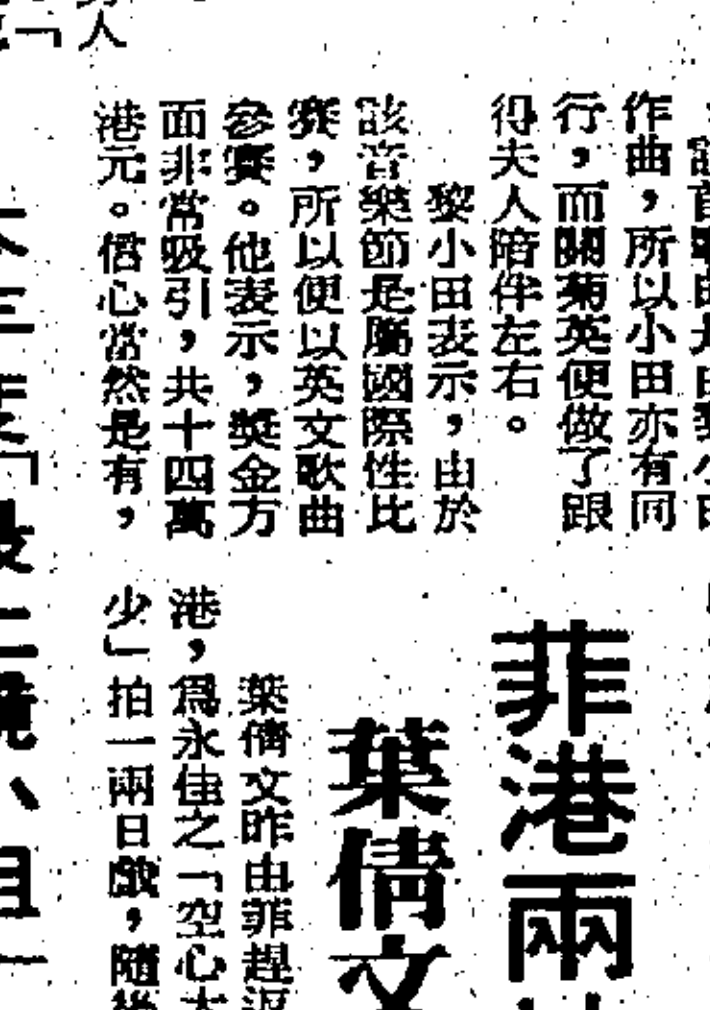 作曲，所以小田亦有同
行，而關菊英便做了跟
得夫人陪伴左右。
黎小田表示，由於
該音樂節是屬國際性比
賽，所以便以英文歌曲
參賽。他表示，獎金方
面非常吸引，共十四萬
港元。信心當然是有，
菲港兩
葉倩文
葉倩文昨由菲趕返
港，為永佳之「空心大
少」拍一兩日戲，隨後